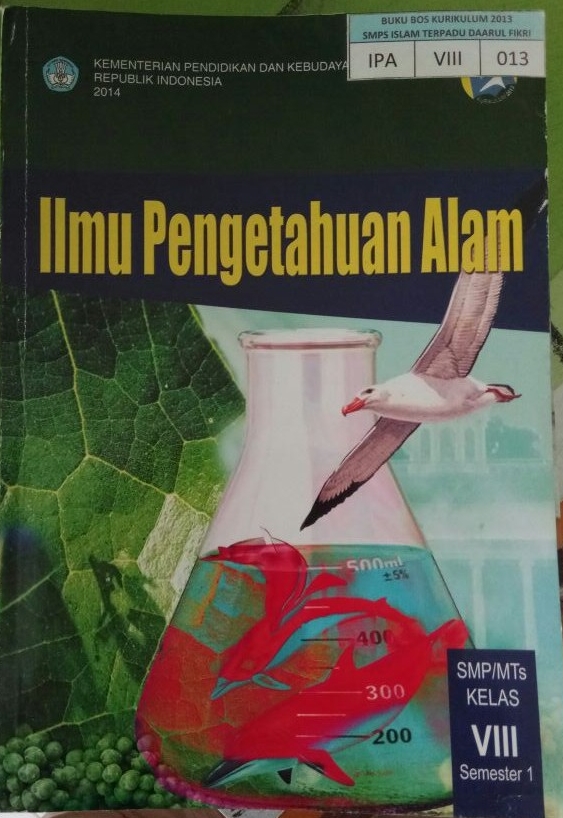 BUKU BOS KURIKULUM 2013
SMPS ISLAM TERPADU DAARUL FIKRI
IPA VIII 013
KEMENTERIAN PENDIDIKAN DAN KEBUDAYA
REPUBLIK INDONESIA
2014
Ilmu Pengetahuan Alam
500ml
±5%
400
300
200
SMP/MTs
KELAS
VIII
Semester 1